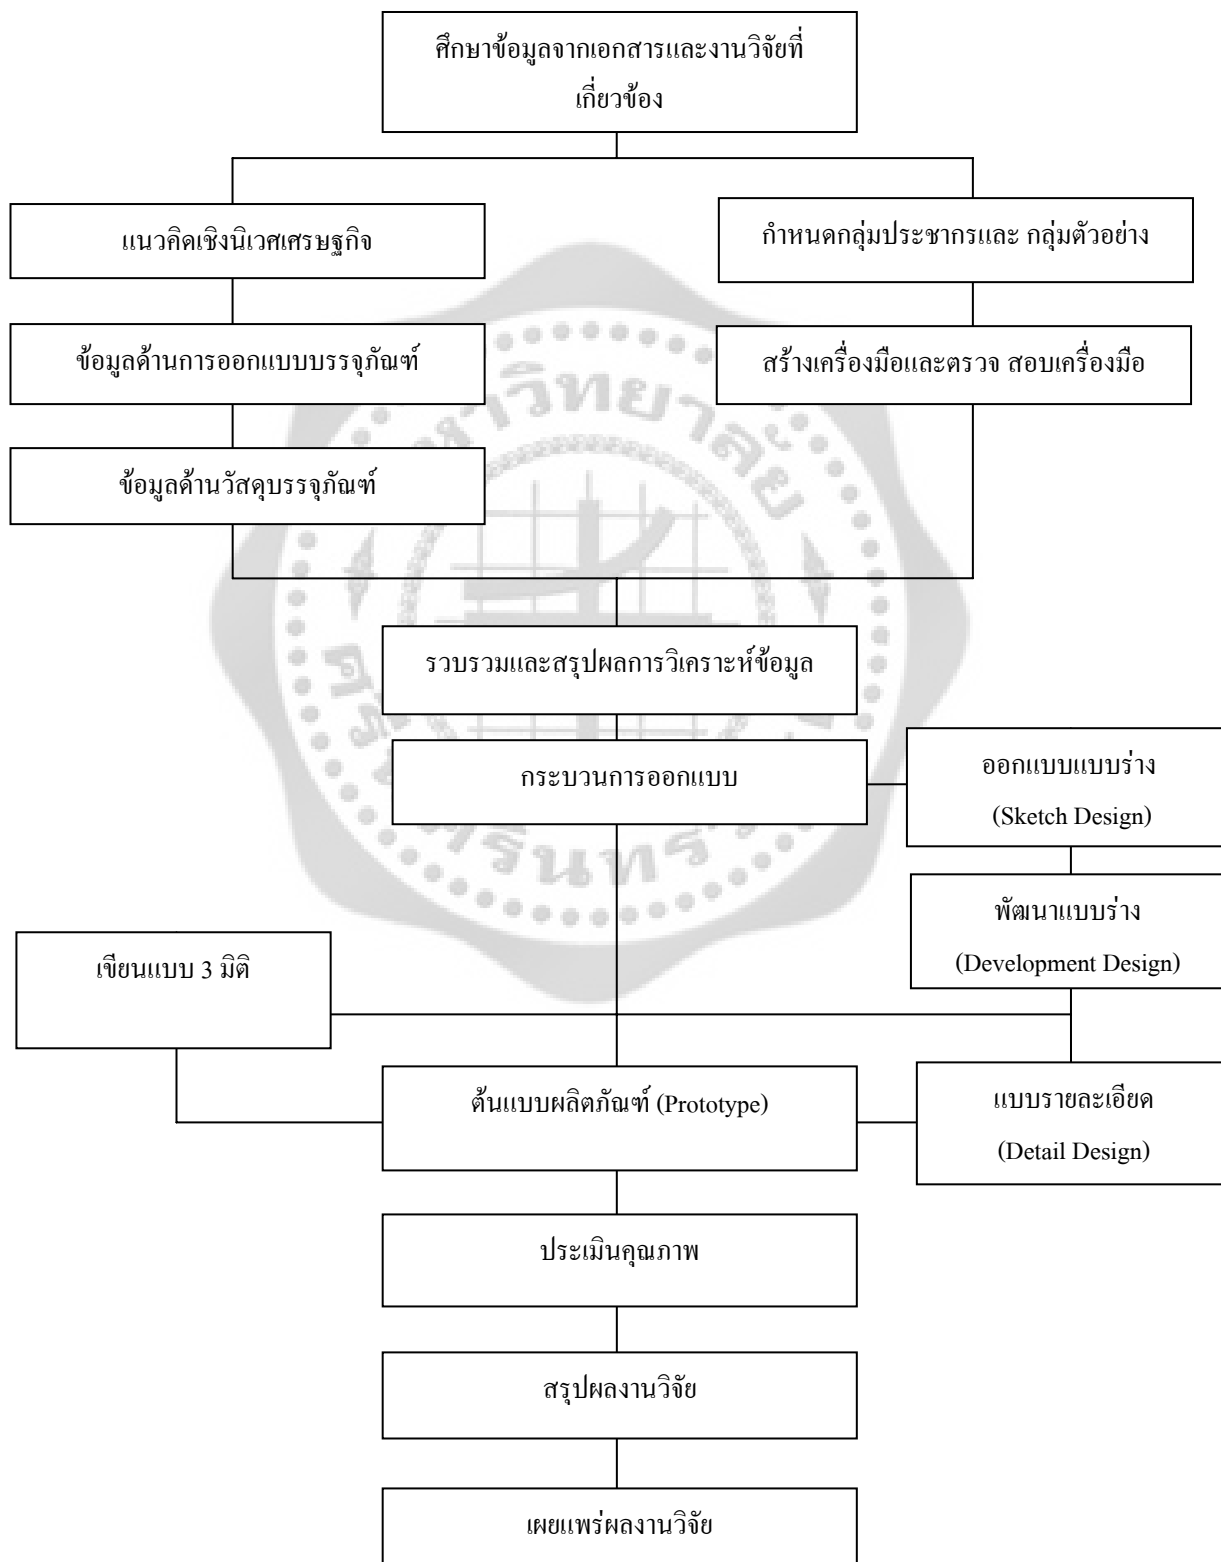 ศึกษาข้อมูลจากเอกสารและงานวิจัยที่
เกี่ยวข้อง
แนวคิดเชิงนิเวศเศรษฐกิจ
กำหนดกลุ่มประชากรและ กลุ่มตัวอย่าง
ข้อมูลด้านการออกแบบบรรจุภัณฑ์
สร้างเครื่องมือและตรวจ สอบเครื่องมือ
ข้อมูลด้านวัสดุบรรจุภัณฑ์
รวบรวมและสรุปผลการวิเคราะห์ข้อมูล
กระบวนการออกแบบ
ออกแบบแบบร่าง
(Sketch Design)
พัฒนาแบบร่าง
(Development Design)
เขียนแบบ 3 มิติ
ต้นแบบผลิตภัณฑ์ (Prototype)
แบบรายละเอียด
(Detail Design)
ประเมินคุณภาพ
สรุปผลงานวิจัย
เผยแพร่ผลงานวิจัย